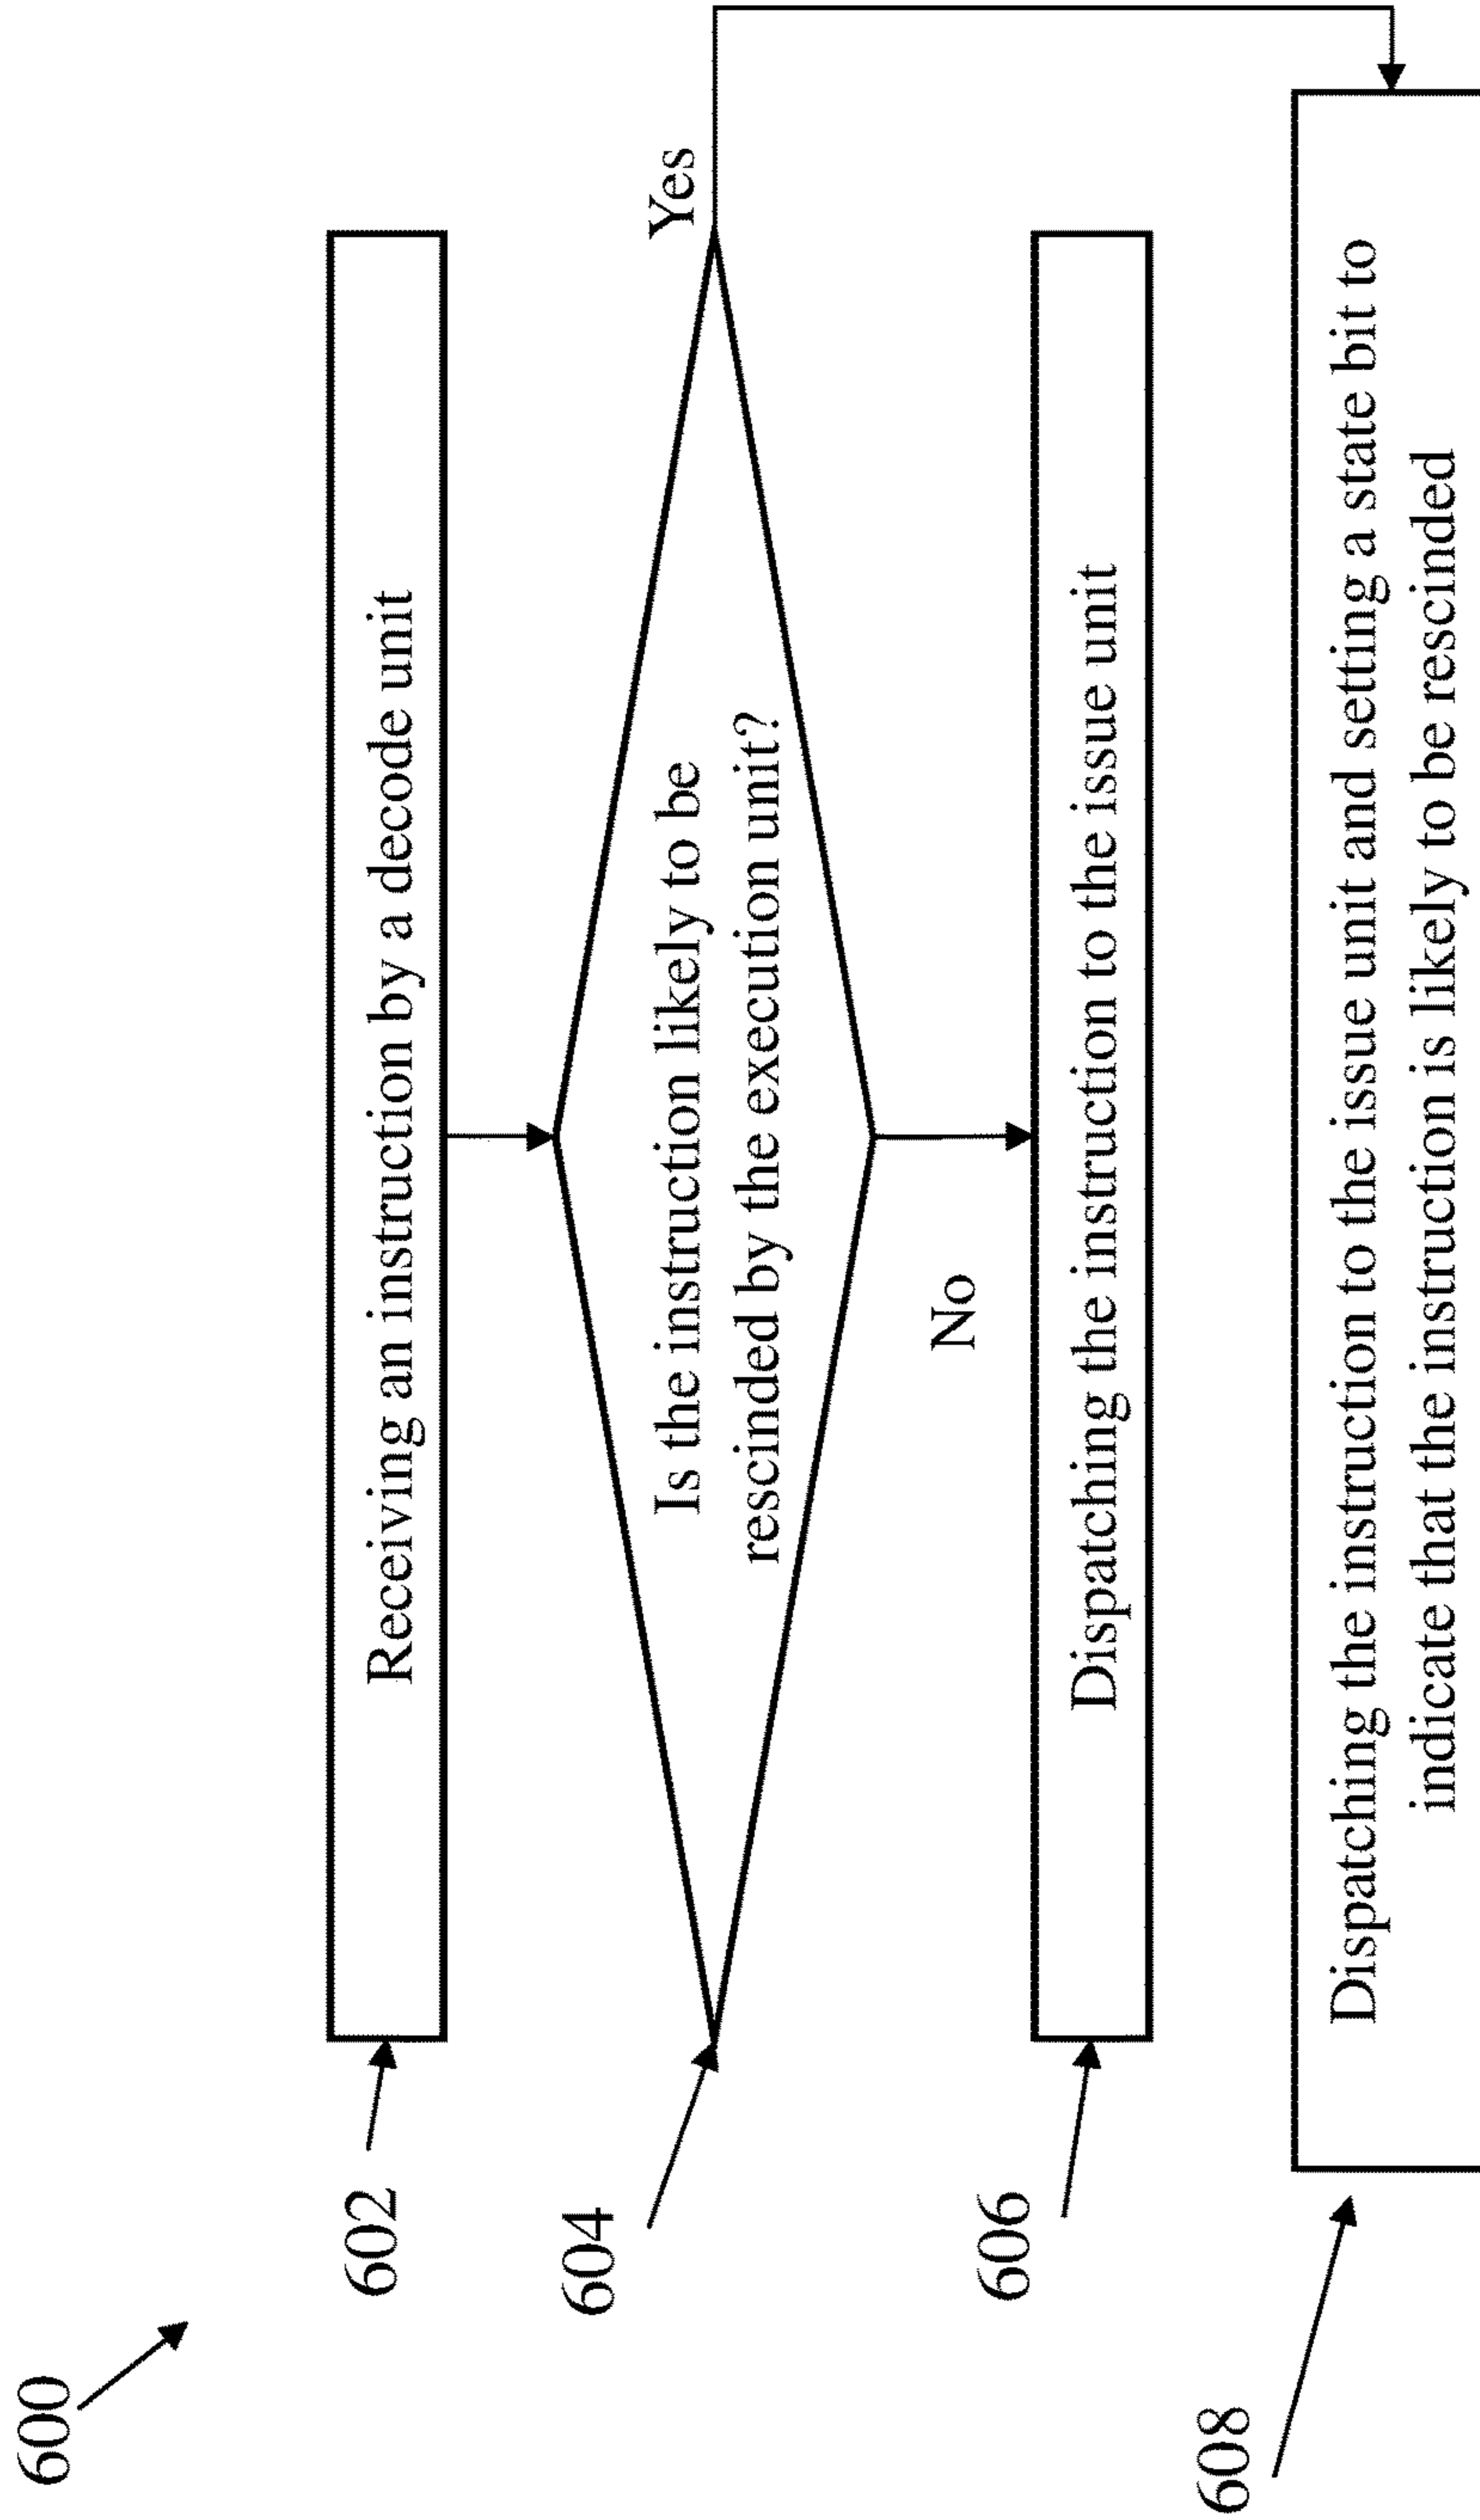 600
602
Receiving an instruction by a decode unit
604
Is the instruction likely to be
rescinded by the execution unit?
Yes
No
606
Dispatching the instruction to the issue unit
608
Dispatching the instruction to the issue unit and setting a state bit to
indicate that the instruction is likely to be rescinded